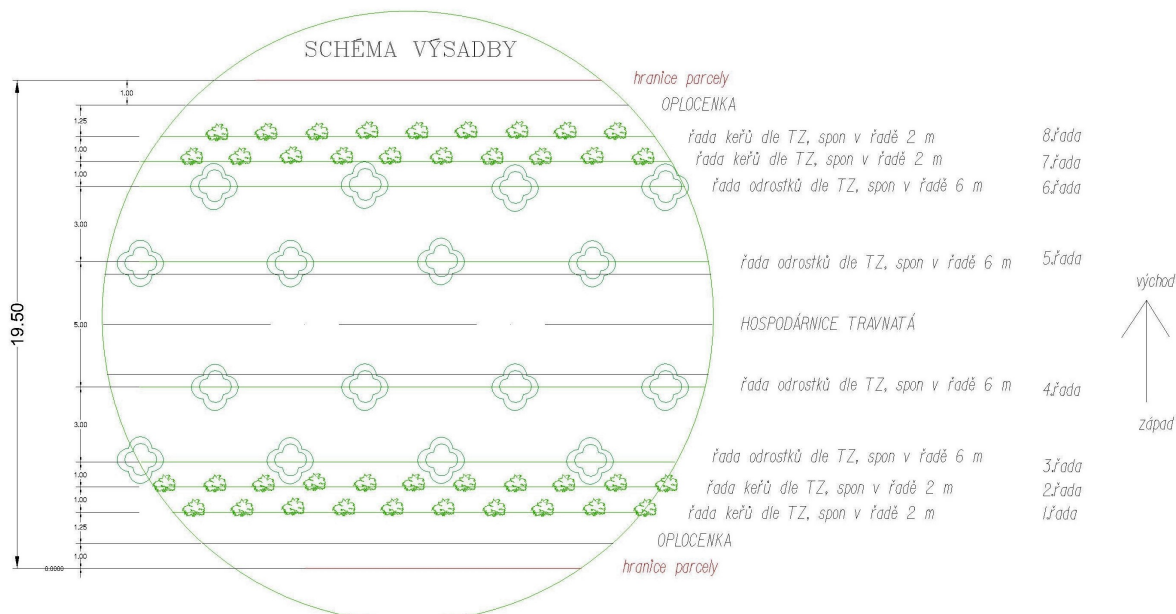 SCHÉMA VÝSADBY
hranice parcely
1.00
OPLOCENKA
1.25
řada keřů dle TZ, spon v řadě 2 m 8.řada
1.00
řada keřů dle TZ, spon v řadě 2 m 7.řada
1.00
řada odrostků dle TZ, spon v řadě 6 m 6.řada
3.00
řada odrostků dle TZ, spon v řadě 6 m 5.řada
východ
19.50
5.00
HOSPODÁRNICE TRAVNATÁ
řada odrostků dle TZ, spon v řadě 6 m 4.řada
západ
3.00
řada odrostků dle TZ, spon v řadě 6 m 3.řada
1.00
řada keřů dle TZ, spon v řadě 2 m 2.řada
1.00
řada keřů dle TZ, spon v řadě 2 m 1.řada
1.25
OPLOCENKA
1.00
0.0000
hranice parcely